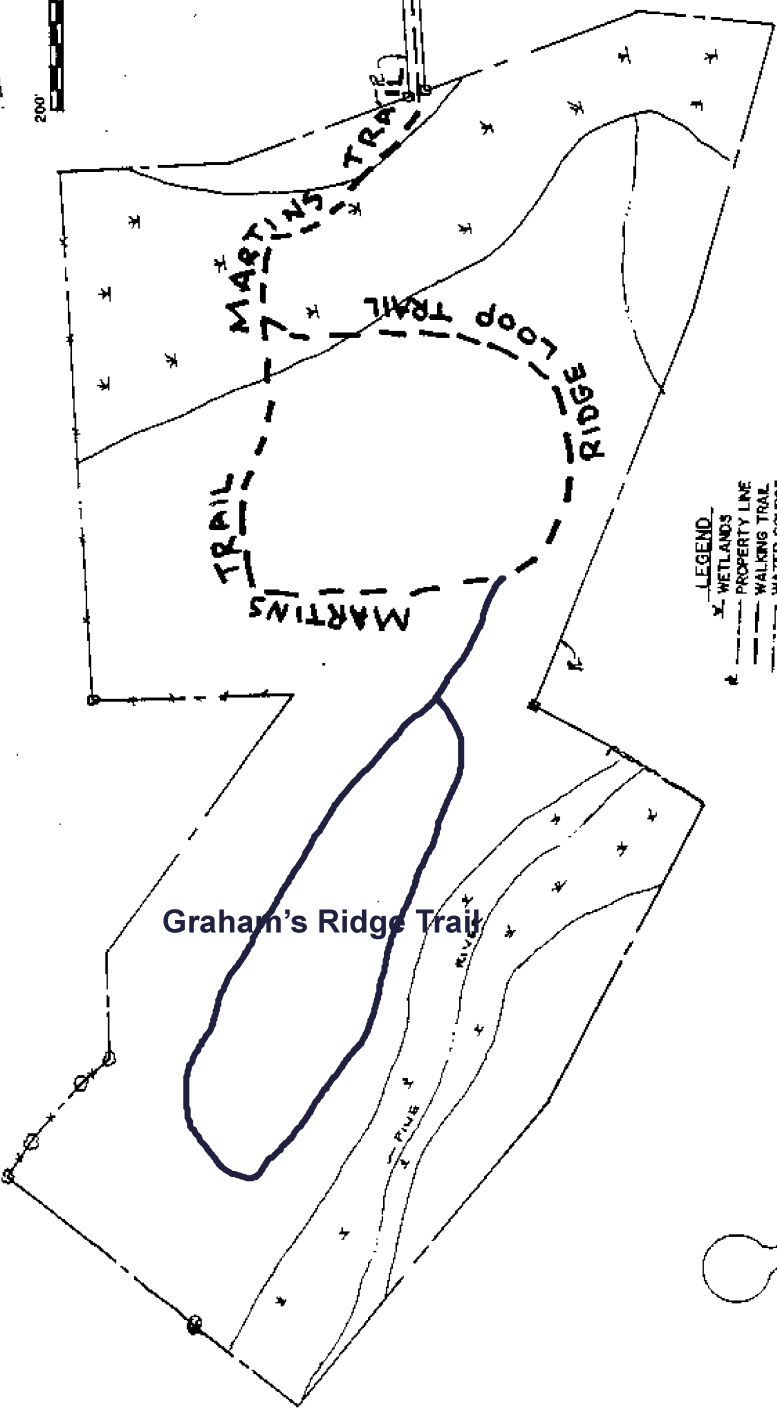 200'
MARTINS TRAIL
RIDGE LOOP TRAIL
MARTINS TRAIL
Graham's Ridge Trail
PINE RIVER
LEGEND
WETLANDS
PROPERTY LINE
WALKING TRAIL